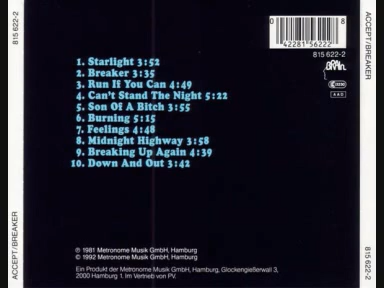 815 622-2
ACCEPT/BREAKER
0
8
42281 56222
BRAIN.
AAD
1. Starlight 3:52
2. Breaker 3:35
3. Run If You Can 4:49
4. Can't Stand The Night 5:22
5. Son Of A Bitch 3:55
6. Burning 5:15
7. Feelings 4:48
8. Midnight Highway 3:58
9. Breaking Up Again 4:39
10. Down And Out 3:42
℗ 1981 Metronome Musik GmbH, Hamburg
© 1992 Metronome Musik GmbH, Hamburg
Ein Produkt der Metronome Musik GmbH, Hamburg, Glockengießerwall 3,
2000 Hamburg 1. Im Vertrieb von PV.
ACCEPT/BREAKER
815 622-2